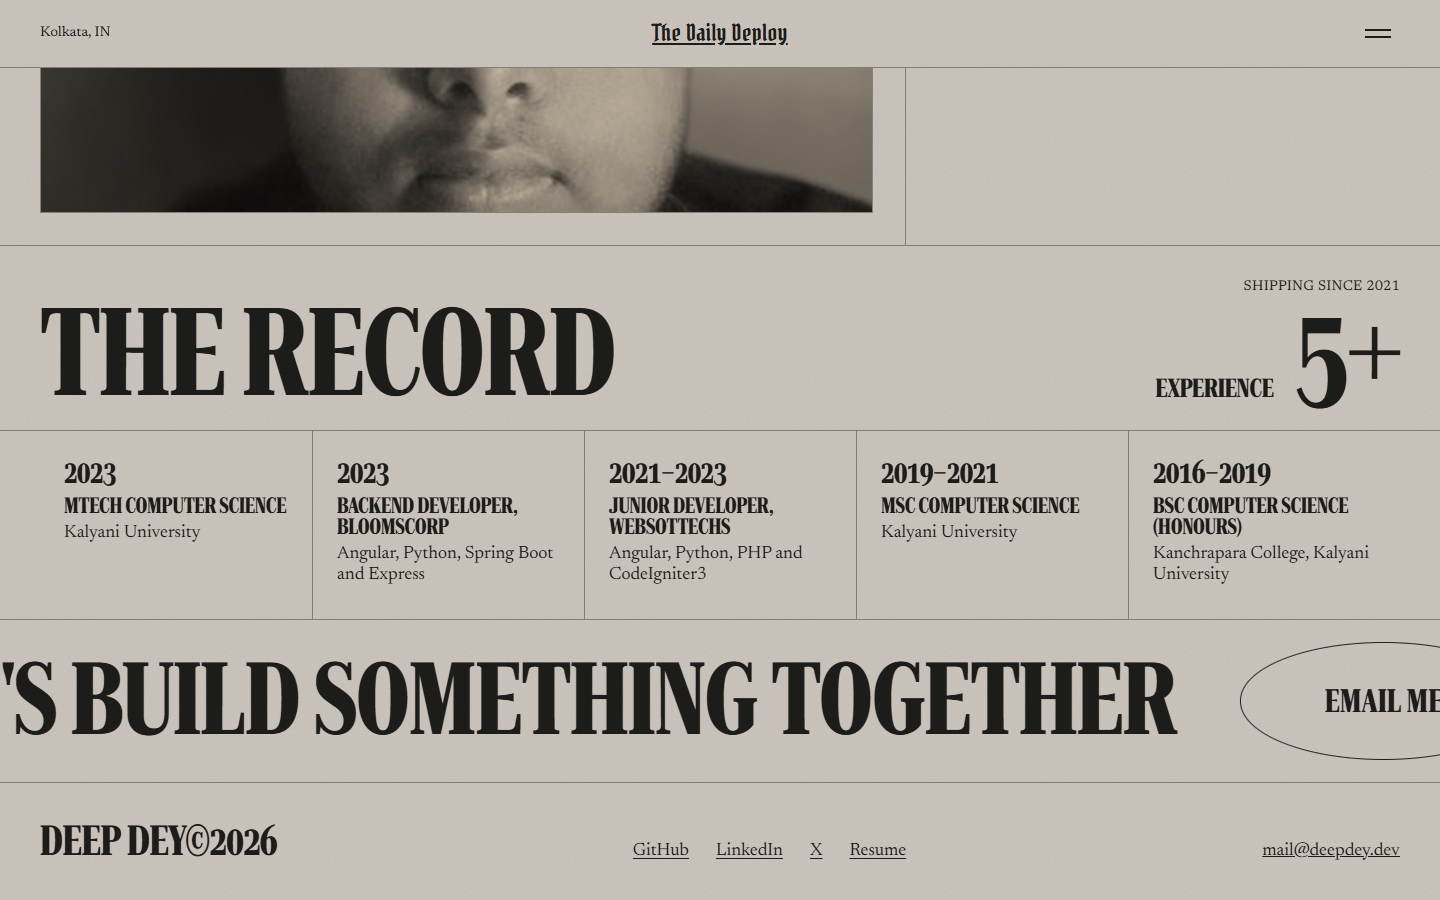 Kolkata, IN
The Daily Deploy
SHIPPING SINCE 2021
THE RECORD
EXPERIENCE 5+
2023
MTECH COMPUTER SCIENCE
Kalyani University
2023
BACKEND DEVELOPER,
BLOOMSCORP
Angular, Python, Spring Boot
and Express
2021–2023
JUNIOR DEVELOPER,
WEBSOTTECHS
Angular, Python, PHP and
CodeIgniter3
2019–2021
MSC COMPUTER SCIENCE
Kalyani University
2016–2019
BSC COMPUTER SCIENCE
(HONOURS)
Kanchrapara College, Kalyani
University
'S BUILD SOMETHING TOGETHER
EMAIL ME
DEEP DEY©2026
GitHub LinkedIn X Resume
mail@deepdey.dev